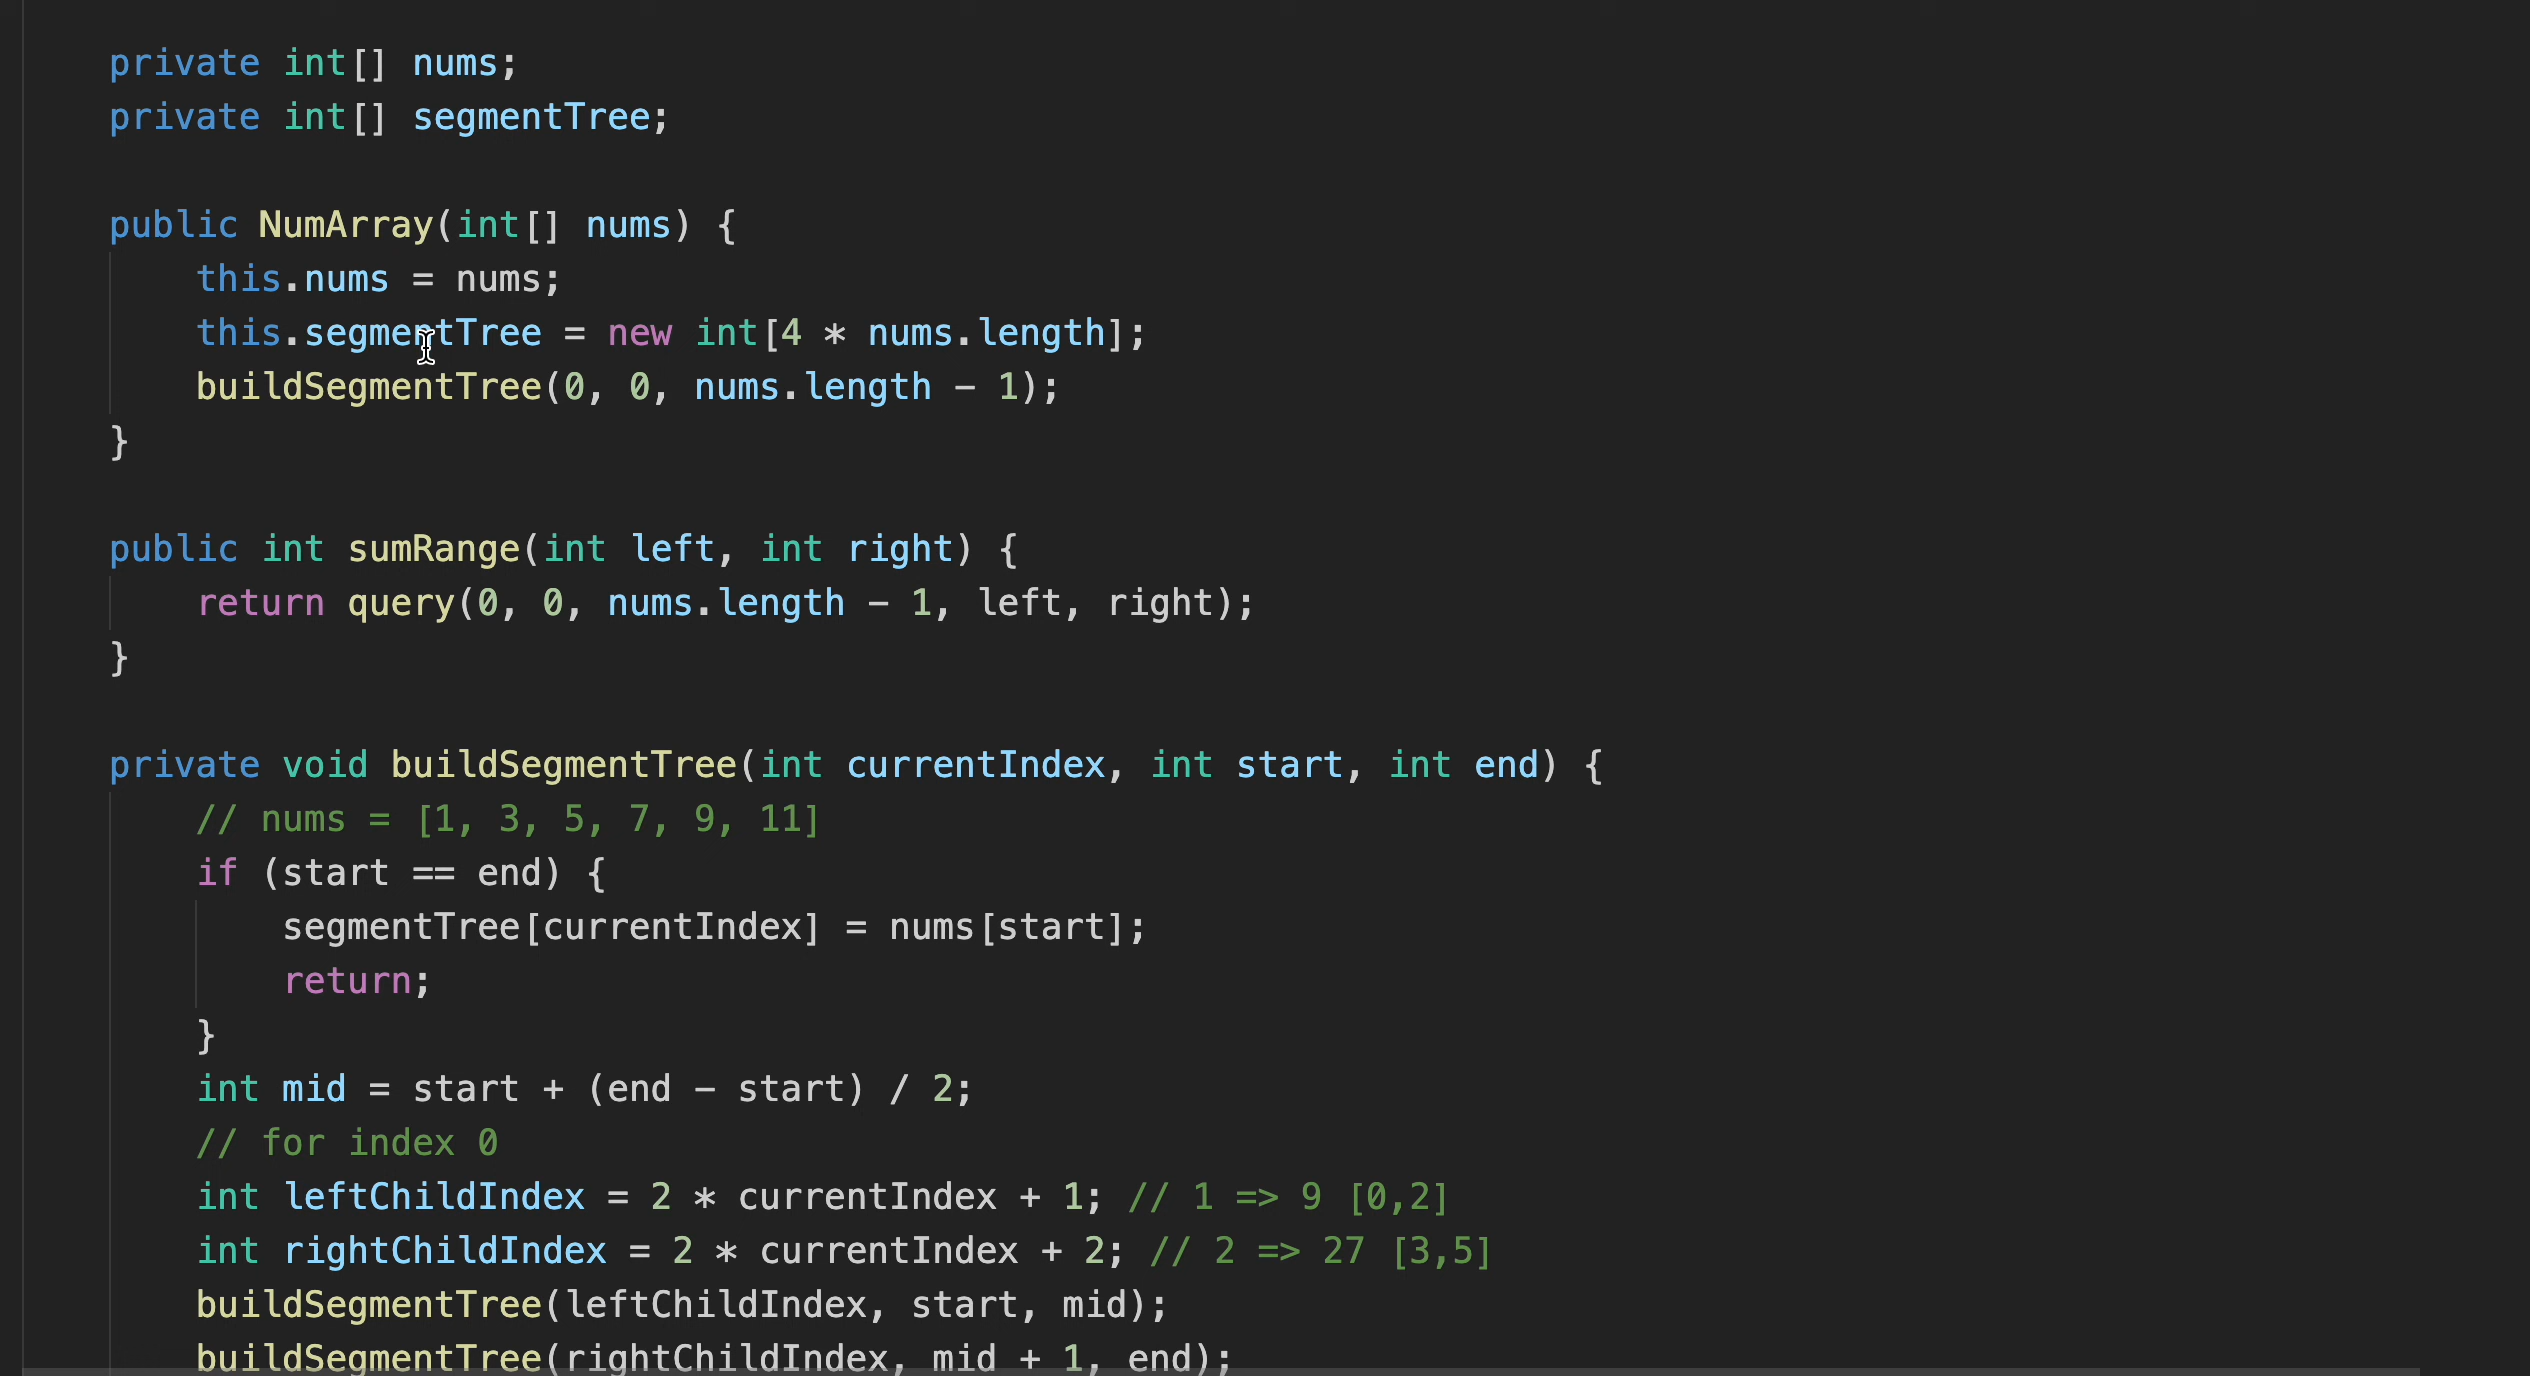 private int[] nums;
private int[] segmentTree;
public NumArray(int[] nums) {
this.nums = nums;
this.segmentTree = new int[4 * nums.length];
buildSegmentTree(0, 0, nums.length - 1);
}
public int sumRange(int left, int right) {
return query(0, 0, nums.length - 1, left, right);
}
private void buildSegmentTree(int currentIndex, int start, int end) {
// nums = [1, 3, 5, 7, 9, 11]
if (start == end) {
segmentTree[currentIndex] = nums[start];
return;
}
int mid = start + (end - start) / 2;
// for index 0
int leftChildIndex = 2 * currentIndex + 1; // 1 => 9 [0,2]
int rightChildIndex = 2 * currentIndex + 2; // 2 => 27 [3,5]
buildSegmentTree(leftChildIndex, start, mid);
buildSegmentTree(rightChildIndex, mid + 1, end);